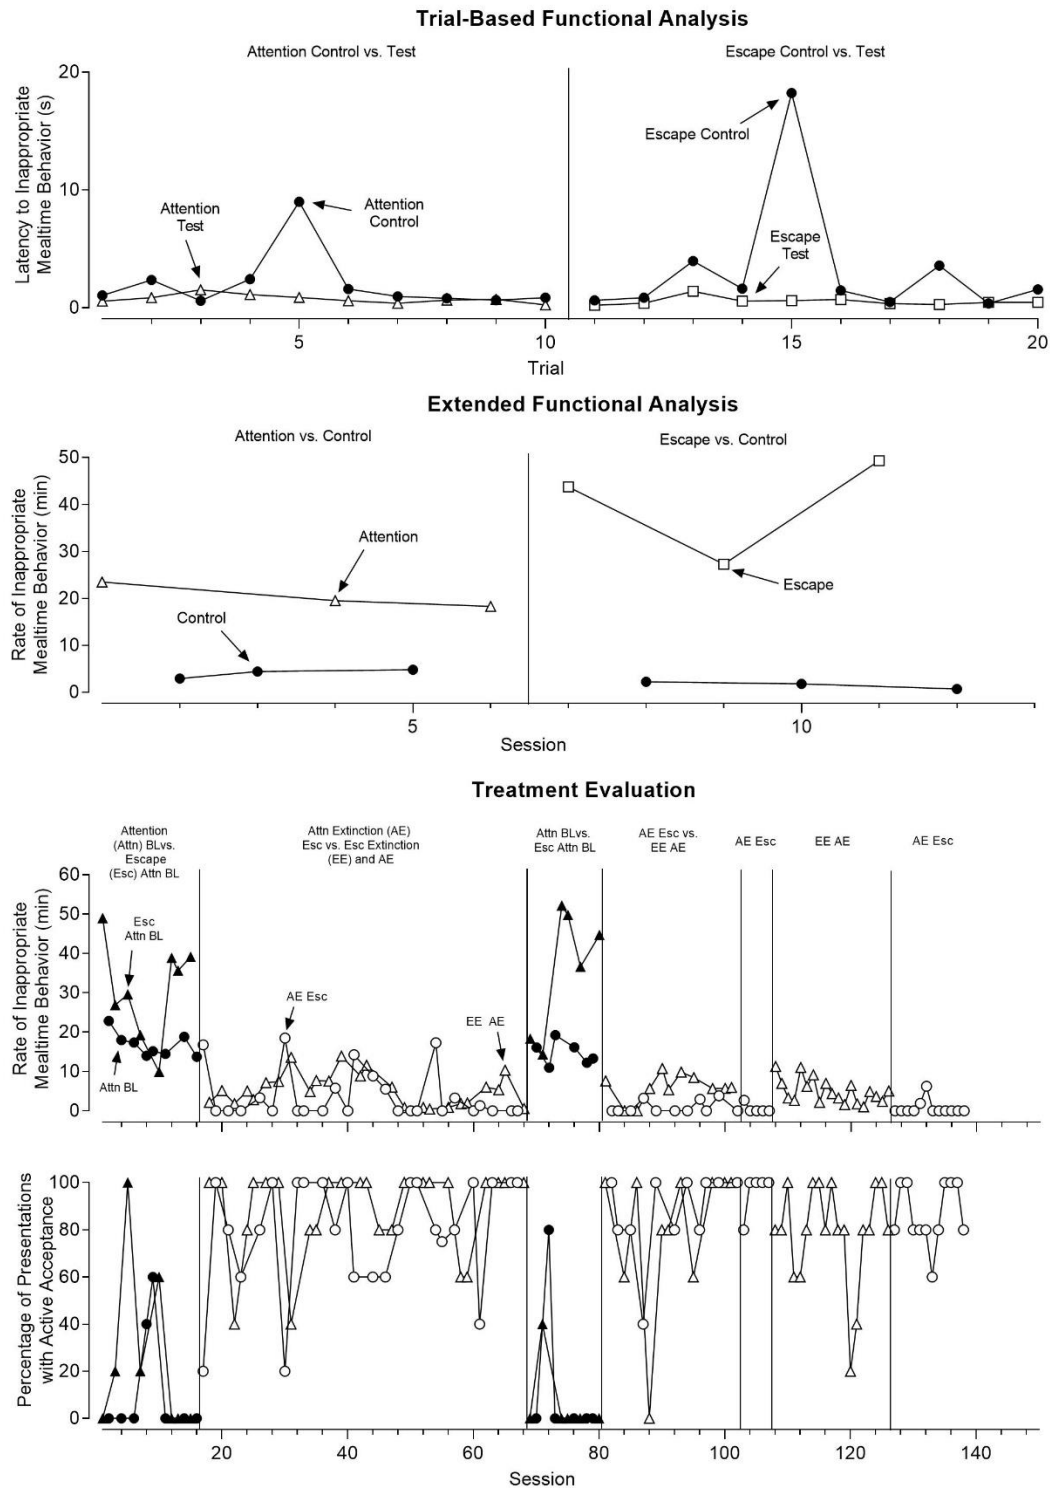 Trial-Based Functional Analysis
Attention Control vs. Test
Escape Control vs. Test
Latency to Inappropriate
Mealtime Behavior (s)
20
10
0
Attention
Test
Attention
Control
Escape Control
Escape
Test
5
10
15
20
Trial
Extended Functional Analysis
Attention vs. Control
Escape vs. Control
Rate of Inappropriate
Mealtime Behavior (min)
50
40
30
20
10
0
Attention
Control
Escape
5
10
Session
Treatment Evaluation
Attention
(Attn) BLvs.
Escape
(Esc) Attn BL
Attn Extinction (AE)
Esc vs. Esc Extinction
(EE) and AE
Attn BLvs.
Esc Attn BL
AE Esc vs.
EE AE
AE Esc
EE AE
AE Esc
Rate of Inappropriate
Mealtime Behavior (min)
60
50
40
30
20
10
0
Esc
Attn BL
Attn BL
AE Esc
EE AE
Percentage of Presentations
with Active Acceptance
100
80
60
40
20
0
20
40
60
80
100
120
140
Session